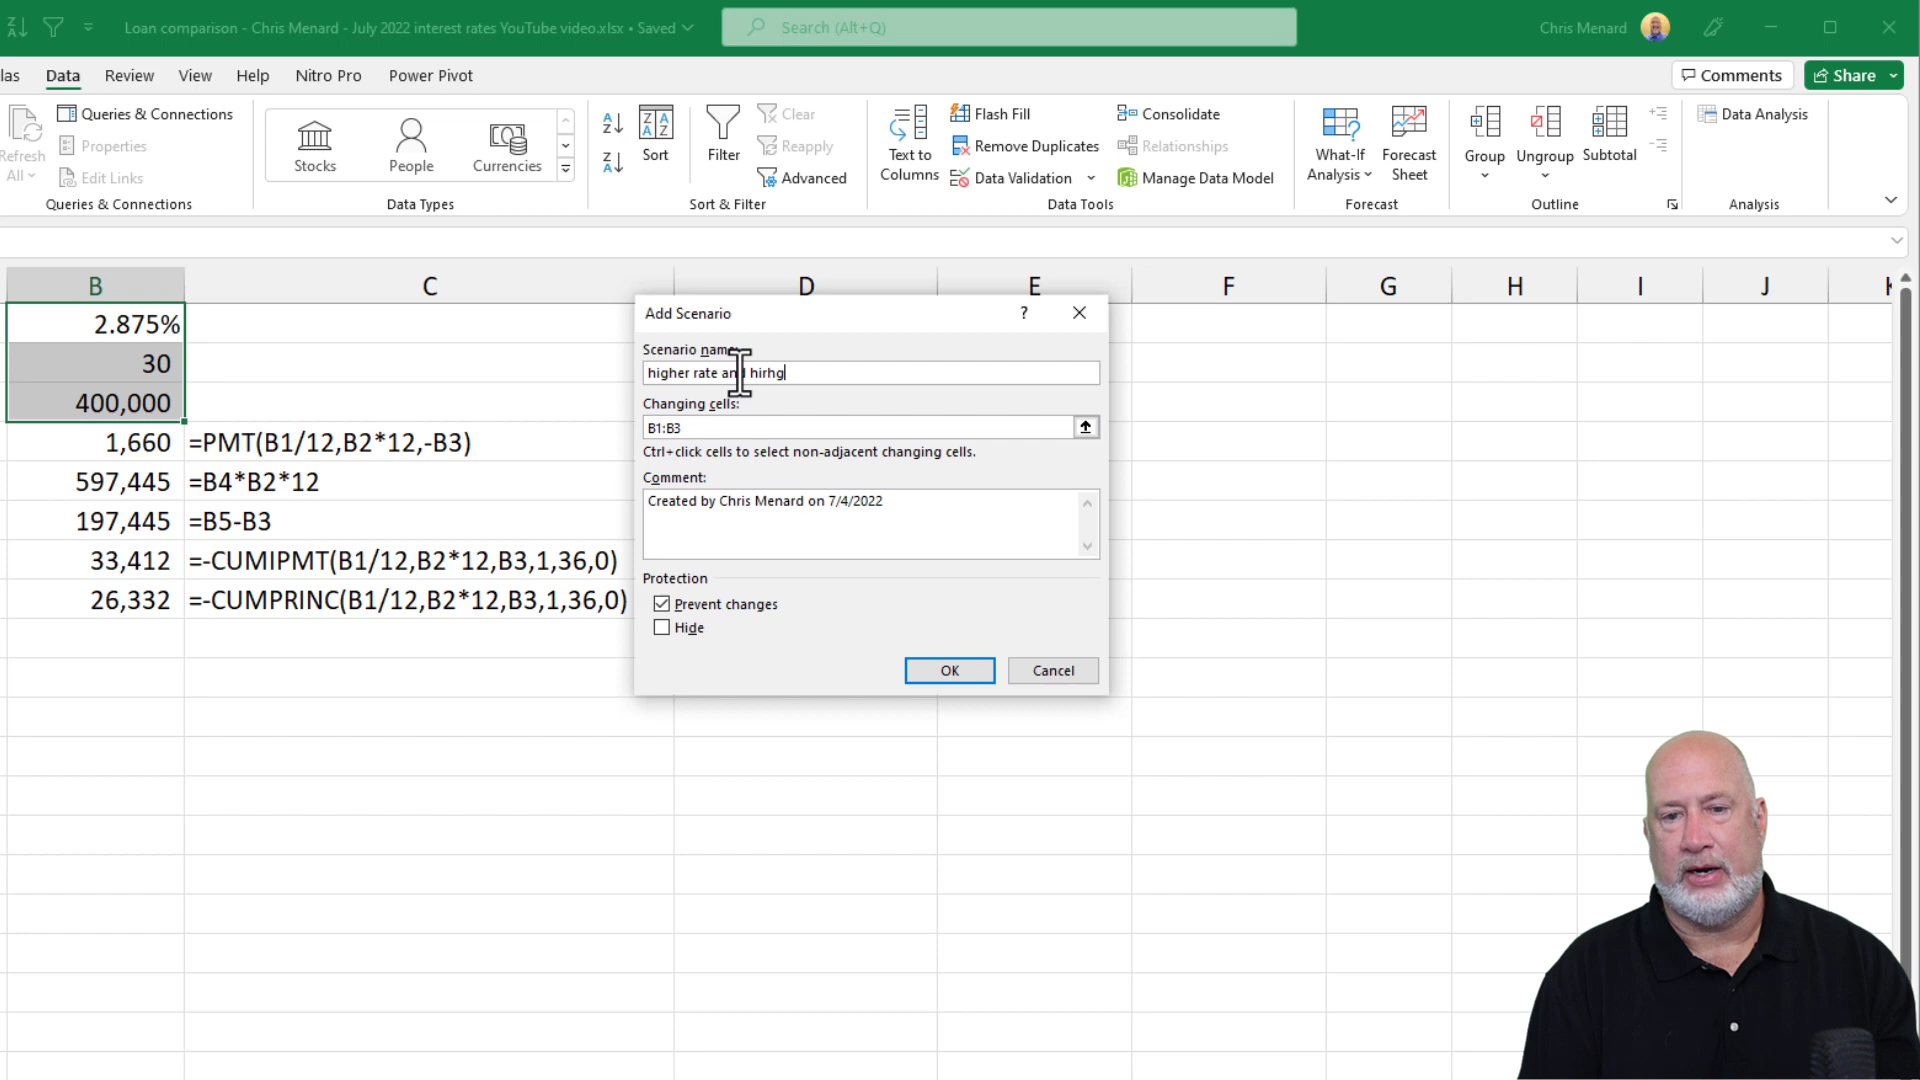 Loan comparison - Chris Menard - July 2022 interest rates YouTube video.xlsx • Saved
Search (Alt+Q)
Chris Menard
las Data Review View Help Nitro Pro Power Pivot
Comments Share
Refresh All
Queries & Connections
Properties
Edit Links
Queries & Connections
Stocks People Currencies
Data Types
Sort
Filter
Clear
Reapply
Advanced
Sort & Filter
Text to Columns
Flash Fill
Remove Duplicates
Data Validation
Consolidate
Relationships
Manage Data Model
Data Tools
What-If Analysis
Forecast Sheet
Forecast
Group Ungroup Subtotal
Outline
Data Analysis
Analysis
B C D E F G H I J K
2.875%
30
400,000
1,660 =PMT(B1/12,B2*12,-B3)
597,445 =B4*B2*12
197,445 =B5-B3
33,412 =-CUMIPMT(B1/12,B2*12,B3,1,36,0)
26,332 =-CUMPRINC(B1/12,B2*12,B3,1,36,0)
Add Scenario ?
Scenario name:
higher rate and hirhg
Changing cells:
B1:B3
Ctrl+click cells to select non-adjacent changing cells.
Comment:
Created by Chris Menard on 7/4/2022
Protection
Prevent changes
Hide
OK Cancel